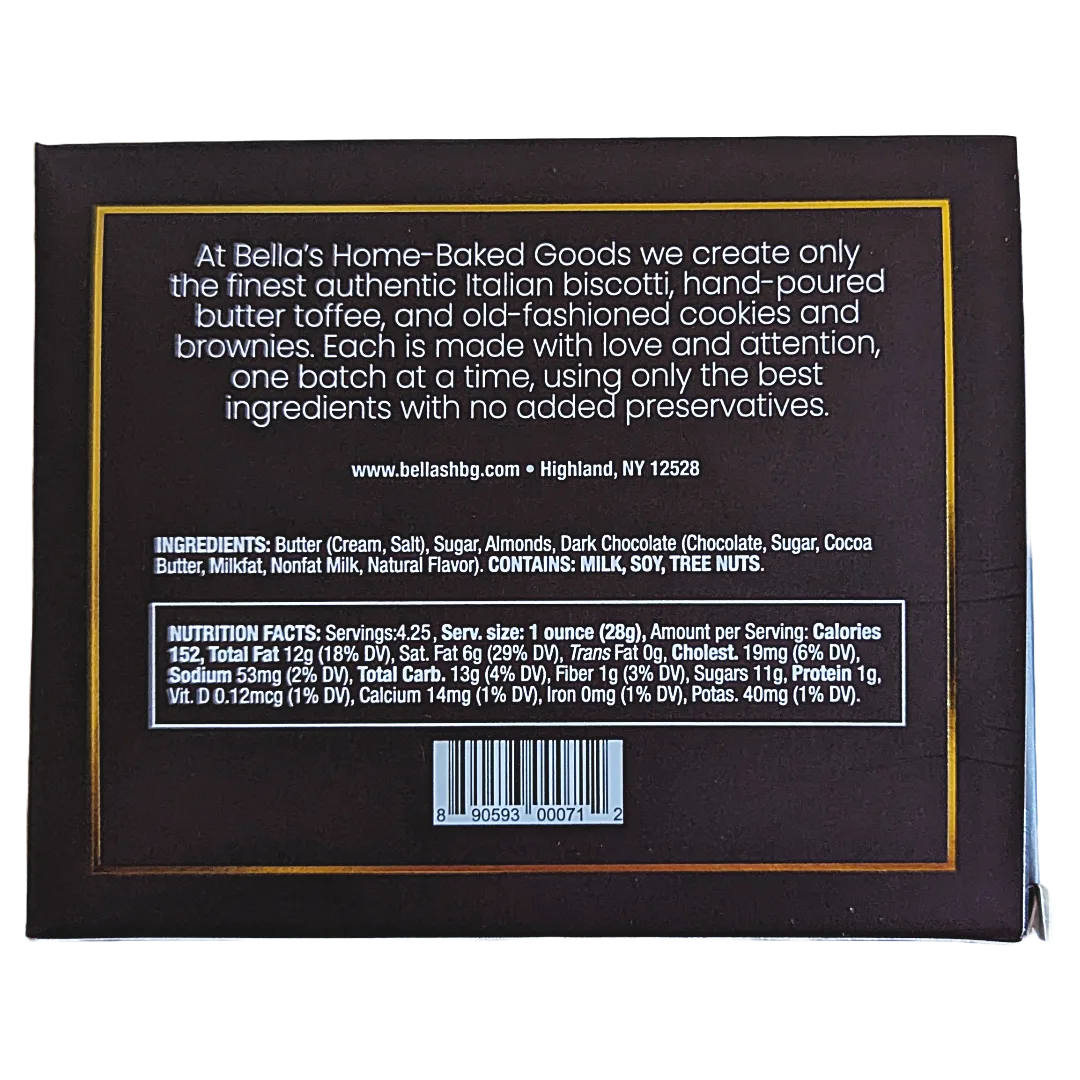 At Bella's Home-Baked Goods we create only
the finest authentic Italian biscotti, hand-poured
butter toffee, and old-fashioned cookies and
brownies. Each is made with love and attention,
one batch at a time, using only the best
ingredients with no added preservatives.
www.bellashbg.com • Highland, NY 12528
INGREDIENTS: Butter (Cream, Salt), Sugar, Almonds, Dark Chocolate (Chocolate, Sugar, Cocoa
Butter, Milkfat, Nonfat Milk, Natural Flavor). CONTAINS: MILK, SOY, TREE NUTS.
NUTRITION FACTS: Servings:4.25, Serv. size: 1 ounce (28g), Amount per Serving: Calories
152, Total Fat 12g (18% DV), Sat. Fat 6g (29% DV), Trans Fat 0g, Cholest. 19mg (6% DV),
Sodium 53mg (2% DV), Total Carb. 13g (4% DV), Fiber 1g (3% DV), Sugars 11g, Protein 1g,
Vit. D 0.12mcg (1% DV), Calcium 14mg (1% DV), Iron 0mg (1% DV), Potas. 40mg (1% DV).
8 90593 00071 2